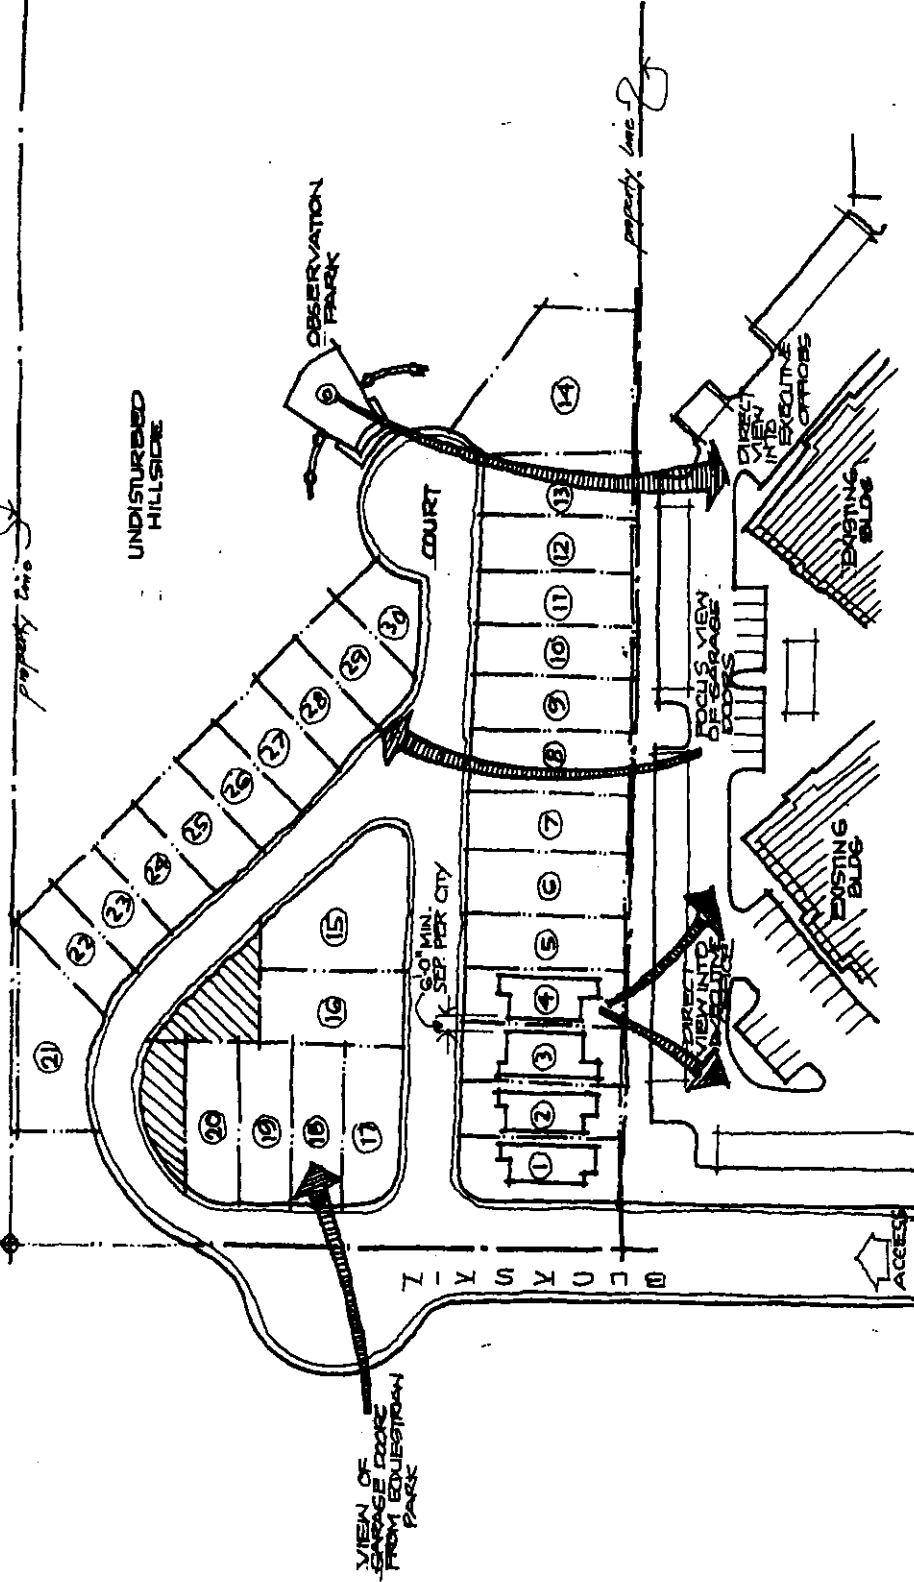 property line
UNDISTURBED
HILLSIDE
OBSERVATION
PARK
property line
COURT
14
13
12
11
10
9
8
7
6
5
4
3
2
1
30
29
28
27
26
25
24
23
22
21
15
16
17
18
19
20
6'0" MIN.
SEP. PER CITY
DIRECT
VIEW
INTO
EXECUTIVE
OFFICES
EXISTING
BLDG
FOCUS VIEW
OF GARAGE
DOORS
EXISTING
BLDG
DIRECT
VIEW INTO
EXECUTIVE
OFFICE
BUCKSKIN
ACCESS
VIEW OF
GARAGE DOORS
FROM EQUESTRIAN
PARK